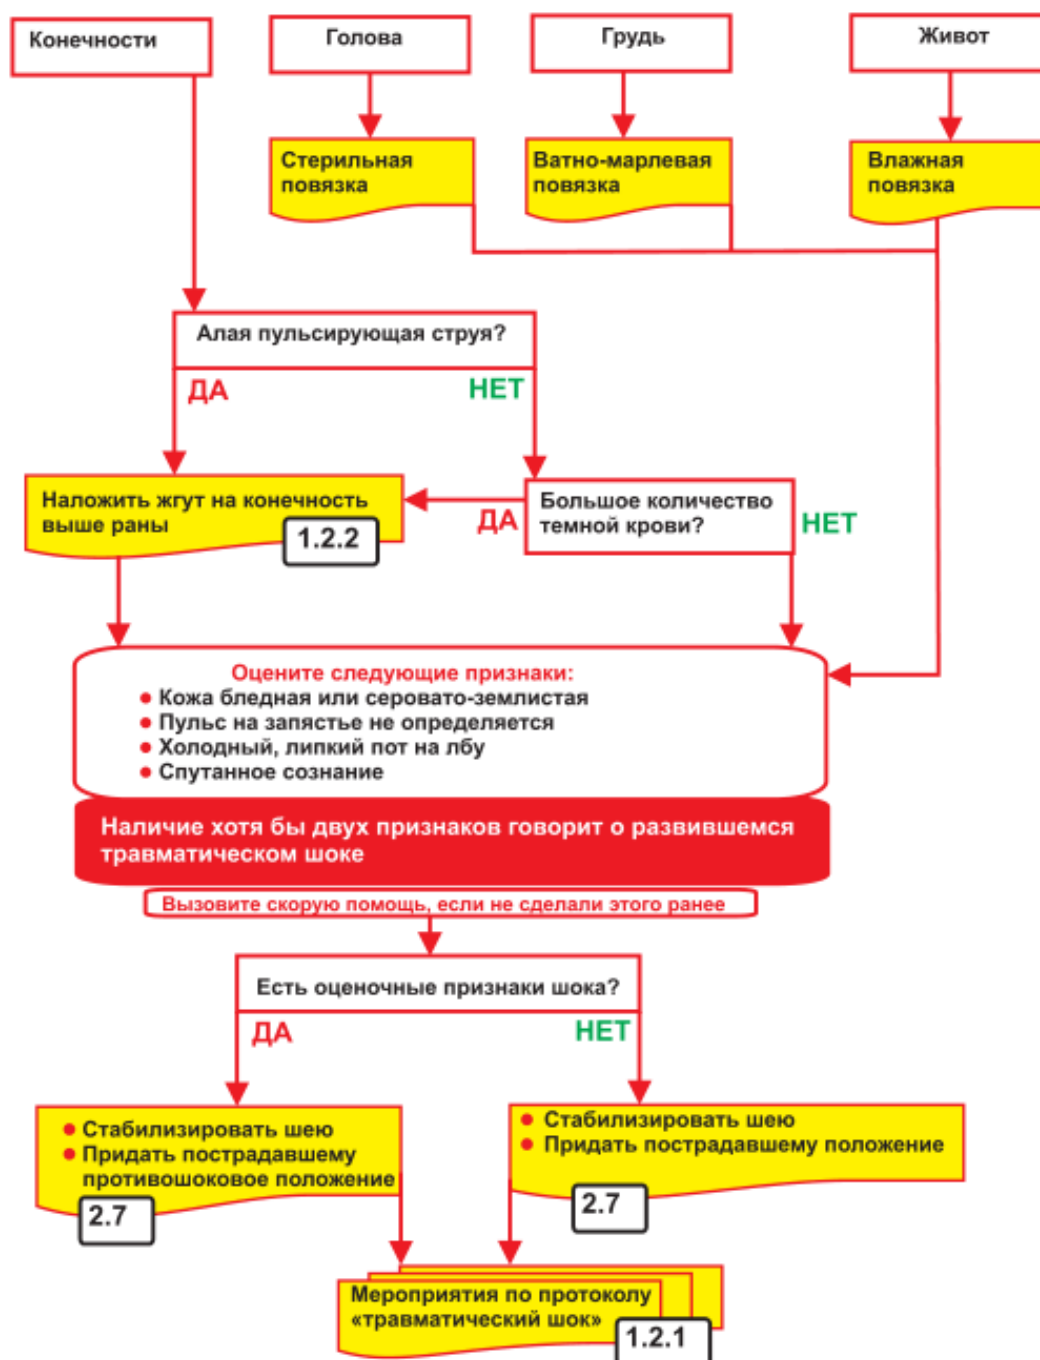 Конечности
Голова
Грудь
Живот
Стерильная
повязка
Ватно-марлевая
повязка
Влажная
повязка
Алая пульсирующая струя?
ДА
НЕТ
Наложить жгут на конечность
выше раны
1.2.2
ДА
Большое количество
темной крови?
НЕТ
Оцените следующие признаки:
● Кожа бледная или серовато-землистая
● Пульс на запястье не определяется
● Холодный, липкий пот на лбу
● Спутанное сознание
Наличие хотя бы двух признаков говорит о развившемся
травматическом шоке
Вызовите скорую помощь, если не сделали этого ранее
Есть оценочные признаки шока?
ДА
НЕТ
● Стабилизировать шею
● Придать пострадавшему
противошоковое положение
2.7
● Стабилизировать шею
● Придать пострадавшему положение
2.7
Мероприятия по протоколу
«травматический шок»
1.2.1